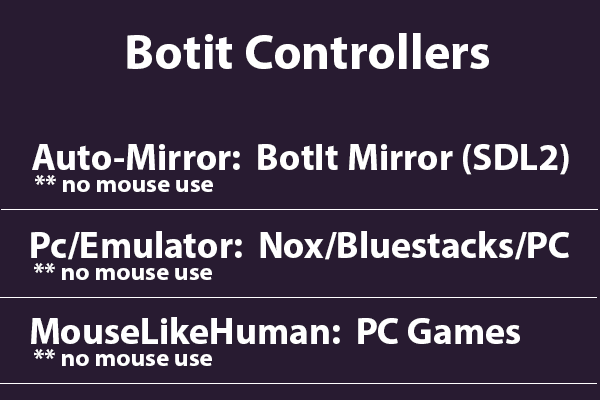 Botit Controllers
Auto-Mirror: BotIt Mirror (SDL2)
** no mouse use
Pc/Emulator: Nox/Bluestacks/PC
** no mouse use
MouseLikeHuman: PC Games
** no mouse use